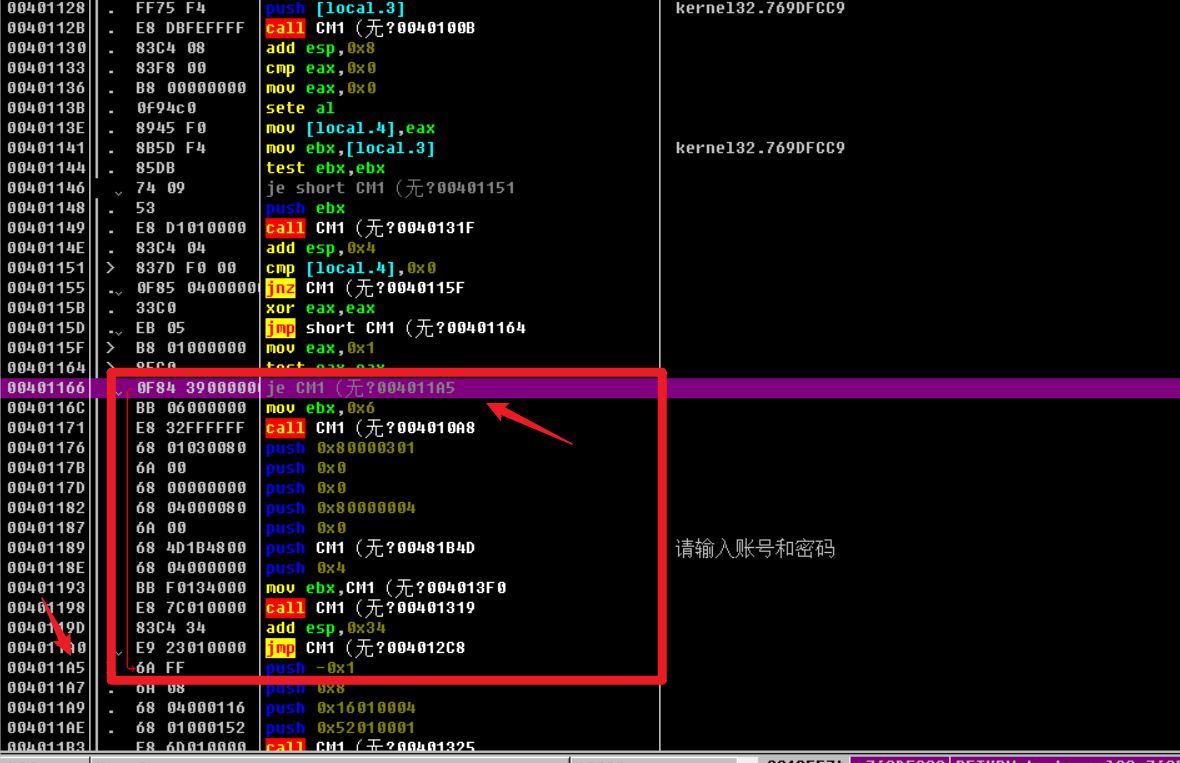 00401128 . FF75 F4 push [local.3] kernel32.769DFCC9
0040112B . E8 DBFEFFFF call CM1（无?0040100B
00401130 . 83C4 08 add esp,0x8
00401133 . 83F8 00 cmp eax,0x0
00401136 . B8 00000000 mov eax,0x0
0040113B . 0F94c0 sete al
0040113E . 8945 F0 mov [local.4],eax
00401141 . 8B5D F4 mov ebx,[local.3] kernel32.769DFCC9
00401144 . 85DB test ebx,ebx
00401146 74 09 je short CM1（无?00401151
00401148 . 53 push ebx
00401149 . E8 D1010000 call CM1（无?0040131F
0040114E . 83C4 04 add esp,0x4
00401151 > 837D F0 00 cmp [local.4],0x0
00401155 . 0F85 04000000 jnz CM1（无?0040115F
0040115B . 33C0 xor eax,eax
0040115D . EB 05 jmp short CM1（无?00401164
0040115F > B8 01000000 mov eax,0x1
00401164 > 85C0 test eax,eax
00401166 0F84 39000000 je CM1（无?004011A5
0040116C BB 06000000 mov ebx,0x6
00401171 E8 32FFFFFF call CM1（无?004010A8
00401176 68 01030080 push 0x80000301
0040117B 6A 00 push 0x0
0040117D 68 00000000 push 0x0
00401182 68 04000080 push 0x80000004
00401187 6A 00 push 0x0
00401189 68 4D1B4800 push CM1（无?00481B4D 请输入账号和密码
0040118E 68 04000000 push 0x4
00401193 BB F0134000 mov ebx,CM1（无?004013F0
00401198 E8 7C010000 call CM1（无?00401319
0040119D 83C4 34 add esp,0x34
004011A0 E9 23010000 jmp CM1（无?004012C8
004011A5 6A FF push -0x1
004011A7 . 6A 08 push 0x8
004011A9 . 68 04000116 push 0x16010004
004011AE . 68 01000152 push 0x52010001
004011B3 . E8 6D010000 call CM1（无?00401325